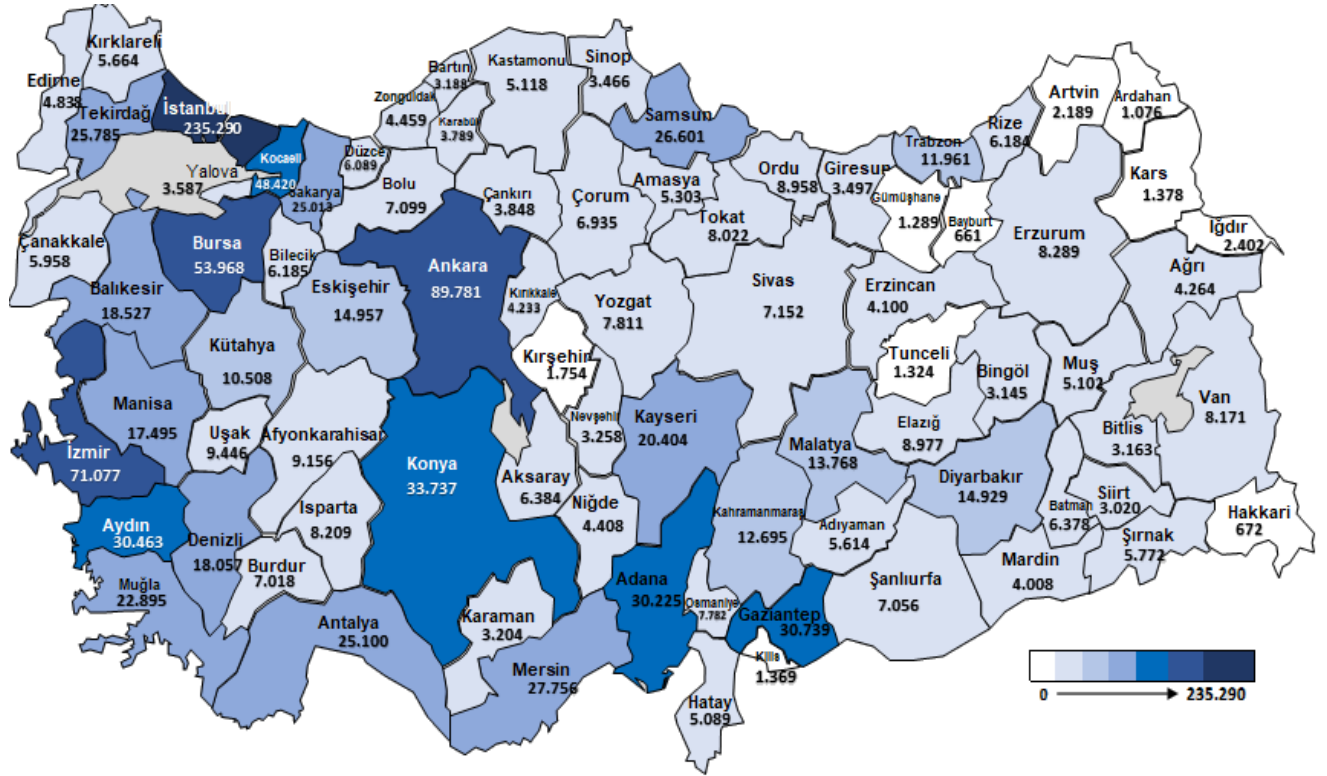 Kırklareli
5.664
Edirne
4.838
Tekirdağ
25.785
İstanbul
235.290
Kocaeli
48.420
Yalova
3.587
Sakarya
25.013
Düzce
6.089
Zonguldak
4.459
Bartın
3.188
Karabük
3.789
Kastamonu
5.118
Sinop
3.466
Samsun
26.601
Bolu
7.099
Çankırı
3.848
Çorum
6.935
Amasya
5.303
Tokat
8.022
Ordu
8.958
Giresun
3.497
Trabzon
11.961
Rize
6.184
Artvin
2.189
Ardahan
1.076
Kars
1.378
Iğdır
2.402
Gümüşhane
1.289
Bayburt
661
Erzurum
8.289
Ağrı
4.264
Çanakkale
5.958
Balıkesir
18.527
Bursa
53.968
Bilecik
6.185
Eskişehir
14.957
Ankara
89.781
Kırıkkale
4.233
Yozgat
7.811
Sivas
7.152
Erzincan
4.100
Tunceli
1.324
Bingöl
3.145
Muş
5.102
Van
8.171
Bitlis
3.163
Kütahya
10.508
Kırşehir
1.754
Manisa
17.495
Uşak
9.446
Afyonkarahisar
9.156
İzmir
71.077
Konya
33.737
Aksaray
6.384
Nevşehir
3.258
Kayseri
20.404
Malatya
13.768
Elazığ
8.977
Diyarbakır
14.929
Batman
6.378
Siirt
3.020
Şırnak
5.772
Hakkari
672
Aydın
30.463
Denizli
18.057
Isparta
8.209
Burdur
7.018
Niğde
4.408
Kahramanmaraş
12.695
Adıyaman
5.614
Şanlıurfa
7.056
Mardin
4.008
Muğla
22.895
Antalya
25.100
Karaman
3.204
Mersin
27.756
Adana
30.225
Osmaniye
7.782
Gaziantep
30.739
Kilis
1.369
Hatay
5.089
0 235.290